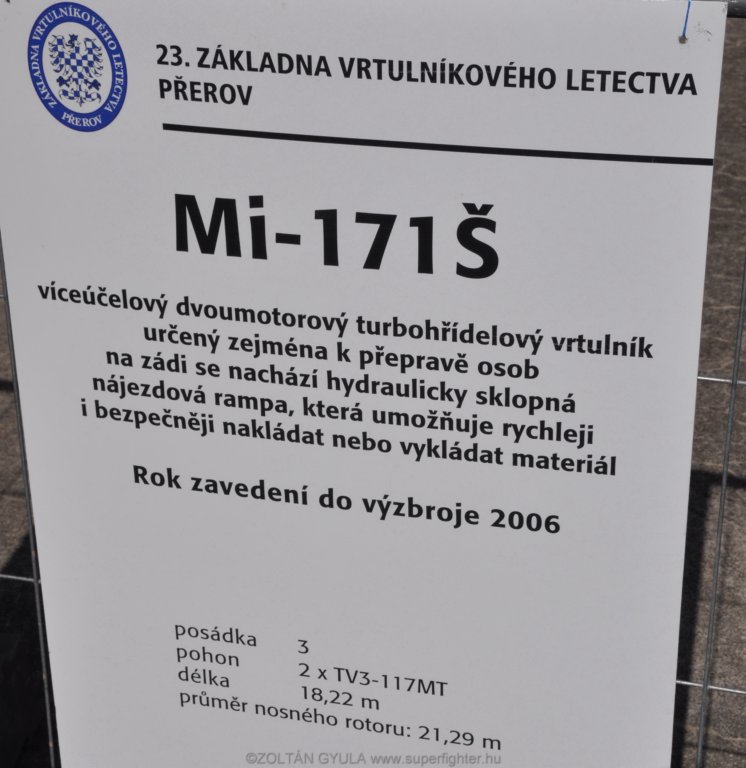 ZÁKLADNA VRTULNÍKOVÉHO LETECTVA
PŘEROV
23. ZÁKLADNA VRTULNÍKOVÉHO LETECTVA
PŘEROV
Mi-171Š
víceúčelový dvoumotorový turbohřídelový vrtulník
určený zejména k přepravě osob
na zádi se nachází hydraulicky sklopná
nájezdová rampa, která umožňuje rychleji
i bezpečněji nakládat nebo vykládat materiál
Rok zavedení do výzbroje 2006
posádka 3
pohon 2 x TV3-117MT
délka 18,22 m
průměr nosného rotoru: 21,29 m
©ZOLTÁN GYULA www.superfighter.hu